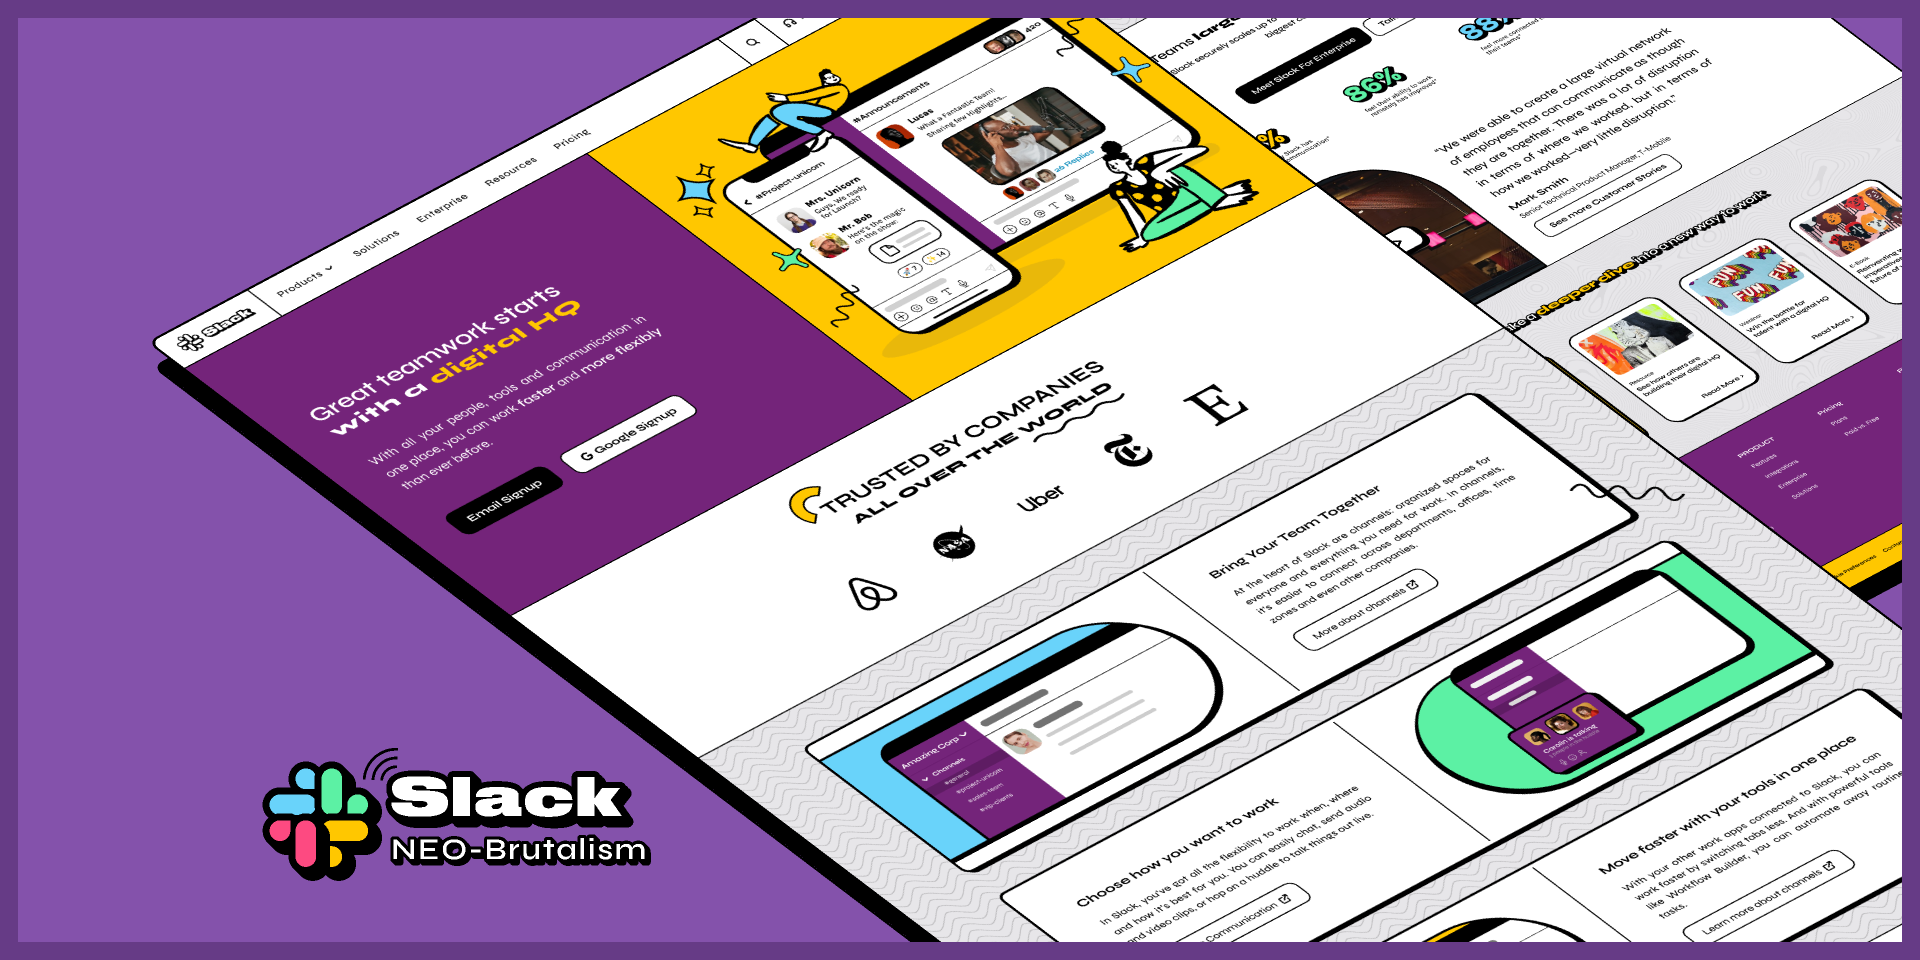 Slack
Products
Solutions
Enterprise
Resources
Pricing
Great teamwork starts
with a digital HQ
With all your people, tools and communication in
one place, you can work faster and more flexibly
than ever before.
Email Signup
G Google Signup
#Project-unicorn
Mrs. Unicorn
Guys, We ready
for Launch?
Mr. Bob
Here's the magic
on the show:
7
14
#Announcements
420
Lucas
What a Fantastic Team!
Sharing few Highlights...
26 Replies
TRUSTED BY COMPANIES
ALL OVER THE WORLD
NASA
Uber
T
E
Bring Your Team Together
At the heart of Slack are channels: organized spaces for
everyone and everything you need for work. In channels,
it's easier to connect across departments, offices, time
zones and even other companies.
More about channels
Amazing Corp
Channels
#general
#project-unicorn
#sales-team
#vip-clients
Choose how you want to work
In Slack, you've got all the flexibility to work when, where
and how it's best for you. You can easily chat, send audio
and video clips, or hop on a huddle to talk things out live.
Communication
Carolin is talking
Move faster with your tools in one place
With your other work apps connected to Slack, you can
work faster by switching tabs less. And with powerful tools
like Workflow Builder, you can automate away routine
tasks.
Learn more about channels
Teams
Slack securely scales up to
biggest
Meet Slack For Enterprise
88%
feel more connected
their teams"
86%
feel their ability to work
remotely has improved"
%
Slack has
"We were able to create a large virtual network
of employees that can communicate as though
they are together. There was a lot of disruption
in terms of where we worked, but in terms of
how we worked—very little disruption."
Mark Smith
Senior Technical Product Manager, T-Mobile
See more Customer Stories
a deeper dive into a new way to work
Resource
See how others are
building their digital HQ
Read More >
FUN
FUN
FUN
Webinar
Win the battle for
talent with a digital HQ
Read More >
E-Book
Reinventing
future of
PRODUCT
Features
Integrations
Enterprise
Solutions
Pricing
Plans
Paid vs Free
Preferences
Slack
NEO-Brutalism